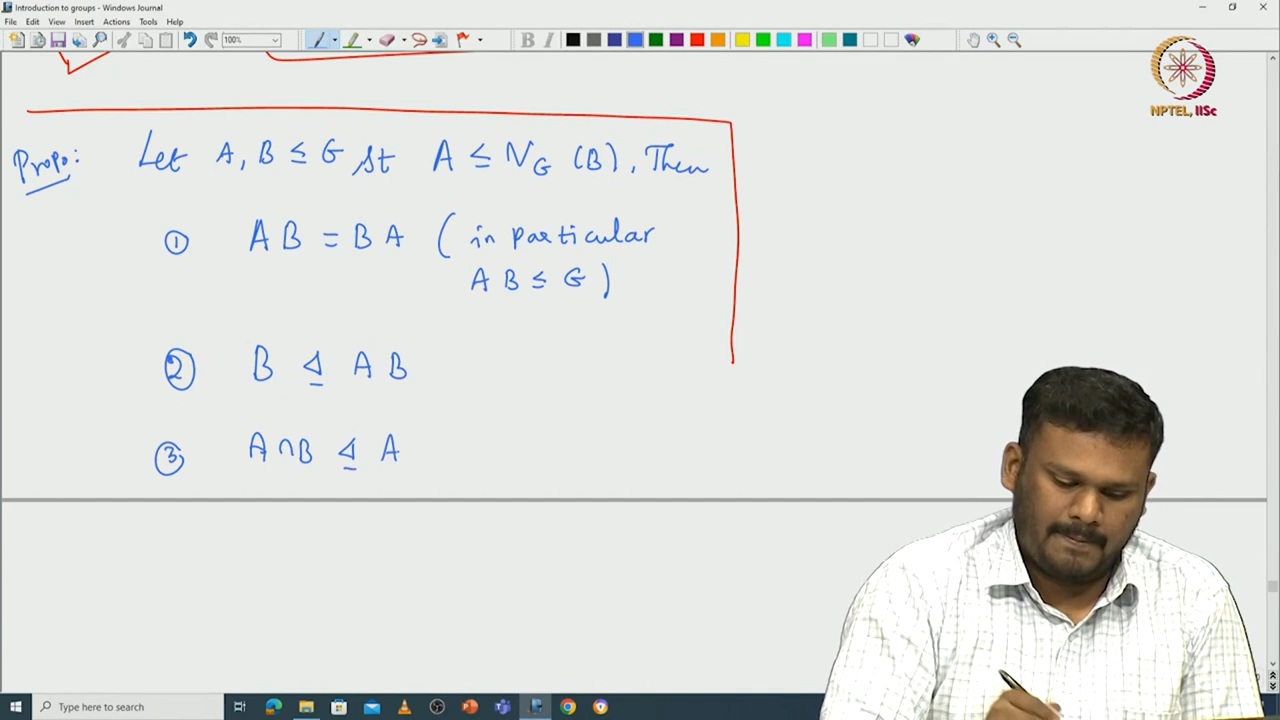 Introduction to groups - Windows Journal
File Edit View Insert Actions Tools Help
100%
B I
NPTEL, IISc
Propo: Let A, B ≤ G st A ≤ N_G (B), Then
① AB = BA ( in particular
AB ≤ G )
② B ⊴ AB
③ A∩B ⊴ A
Type here to search